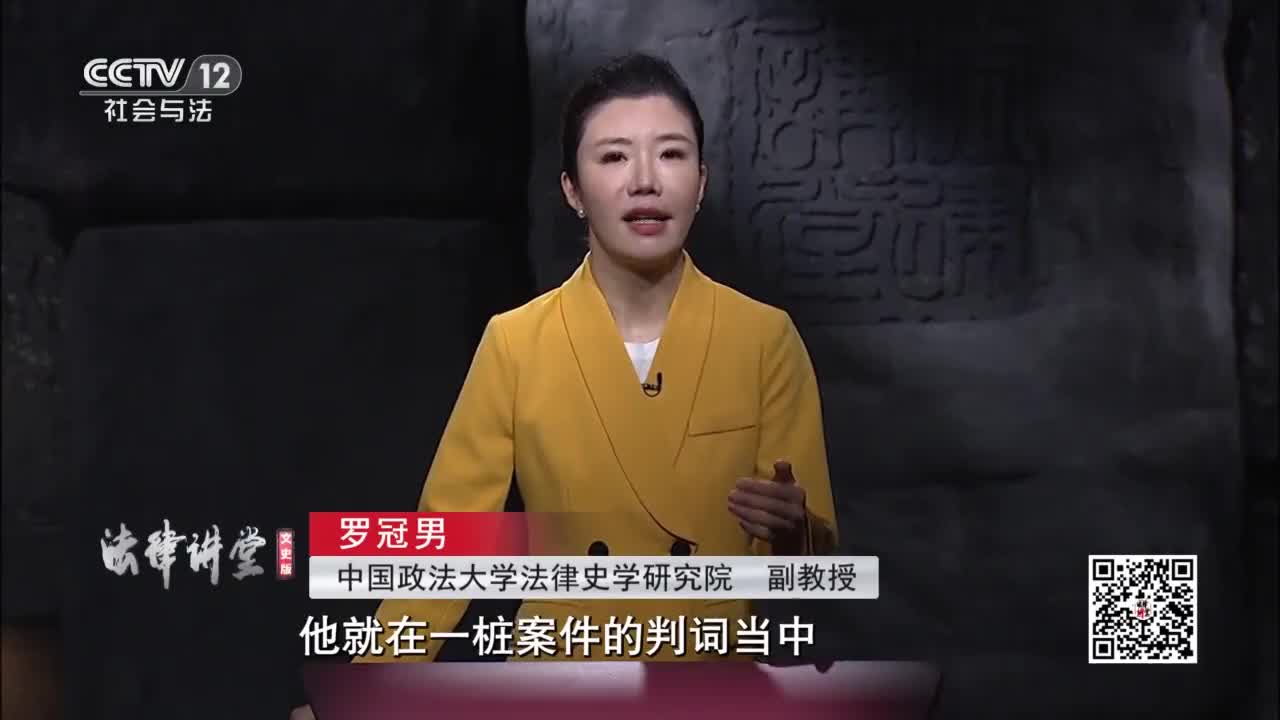 CCTV 12
社会与法
法律讲堂
文史版
罗冠男
中国政法大学法律史学研究院 副教授
他就在一桩案件的判词当中